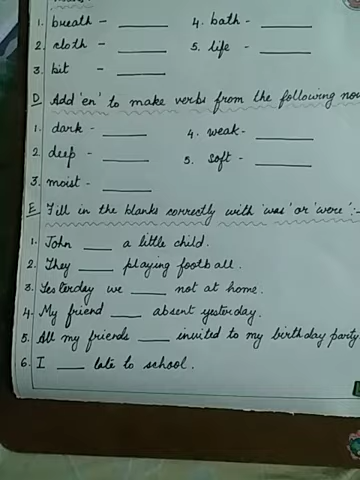 1. breath - ______ 4. bath - ______
2. cloth - ______ 5. life - ______
3. bit - ______
D Add 'en' to make verbs from the following
1. dark - ______ 4. weak- ______
2. deep - ______ 5. soft - ______
3. moist - ______
E Fill in the blanks correctly with 'was' or 'were' :-
1. John ____ a little child.
2. They ____ playing football.
3. Yesterday we ____ not at home.
4. My friend ____ absent yesterday.
5. All my friends ____ invited to my birthday party.
6. I ____ late to school.